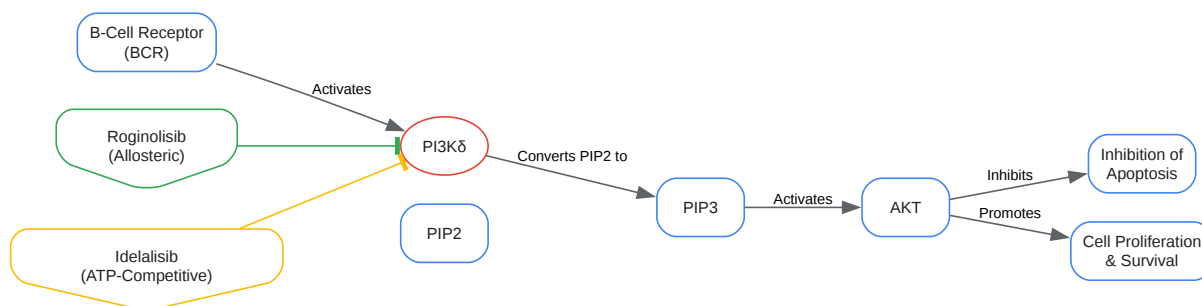 B-Cell Receptor
(BCR)
Activates
Roginolisib
(Allosteric)
PI3Kδ
Converts PIP2 to
Idelalisib
(ATP-Competitive)
PIP2
PIP3
Activates
AKT
Inhibits
Inhibition of
Apoptosis
Promotes
Cell Proliferation
& Survival